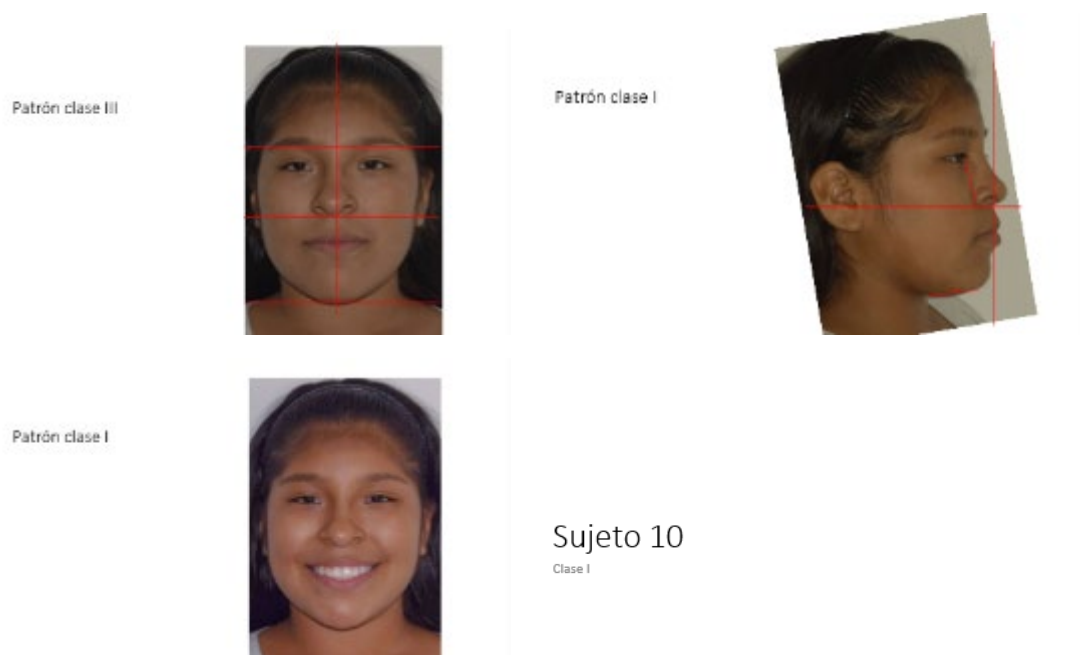 Patrón clase III
Patrón clase I
Patrón clase I
Sujeto 10
Clase I